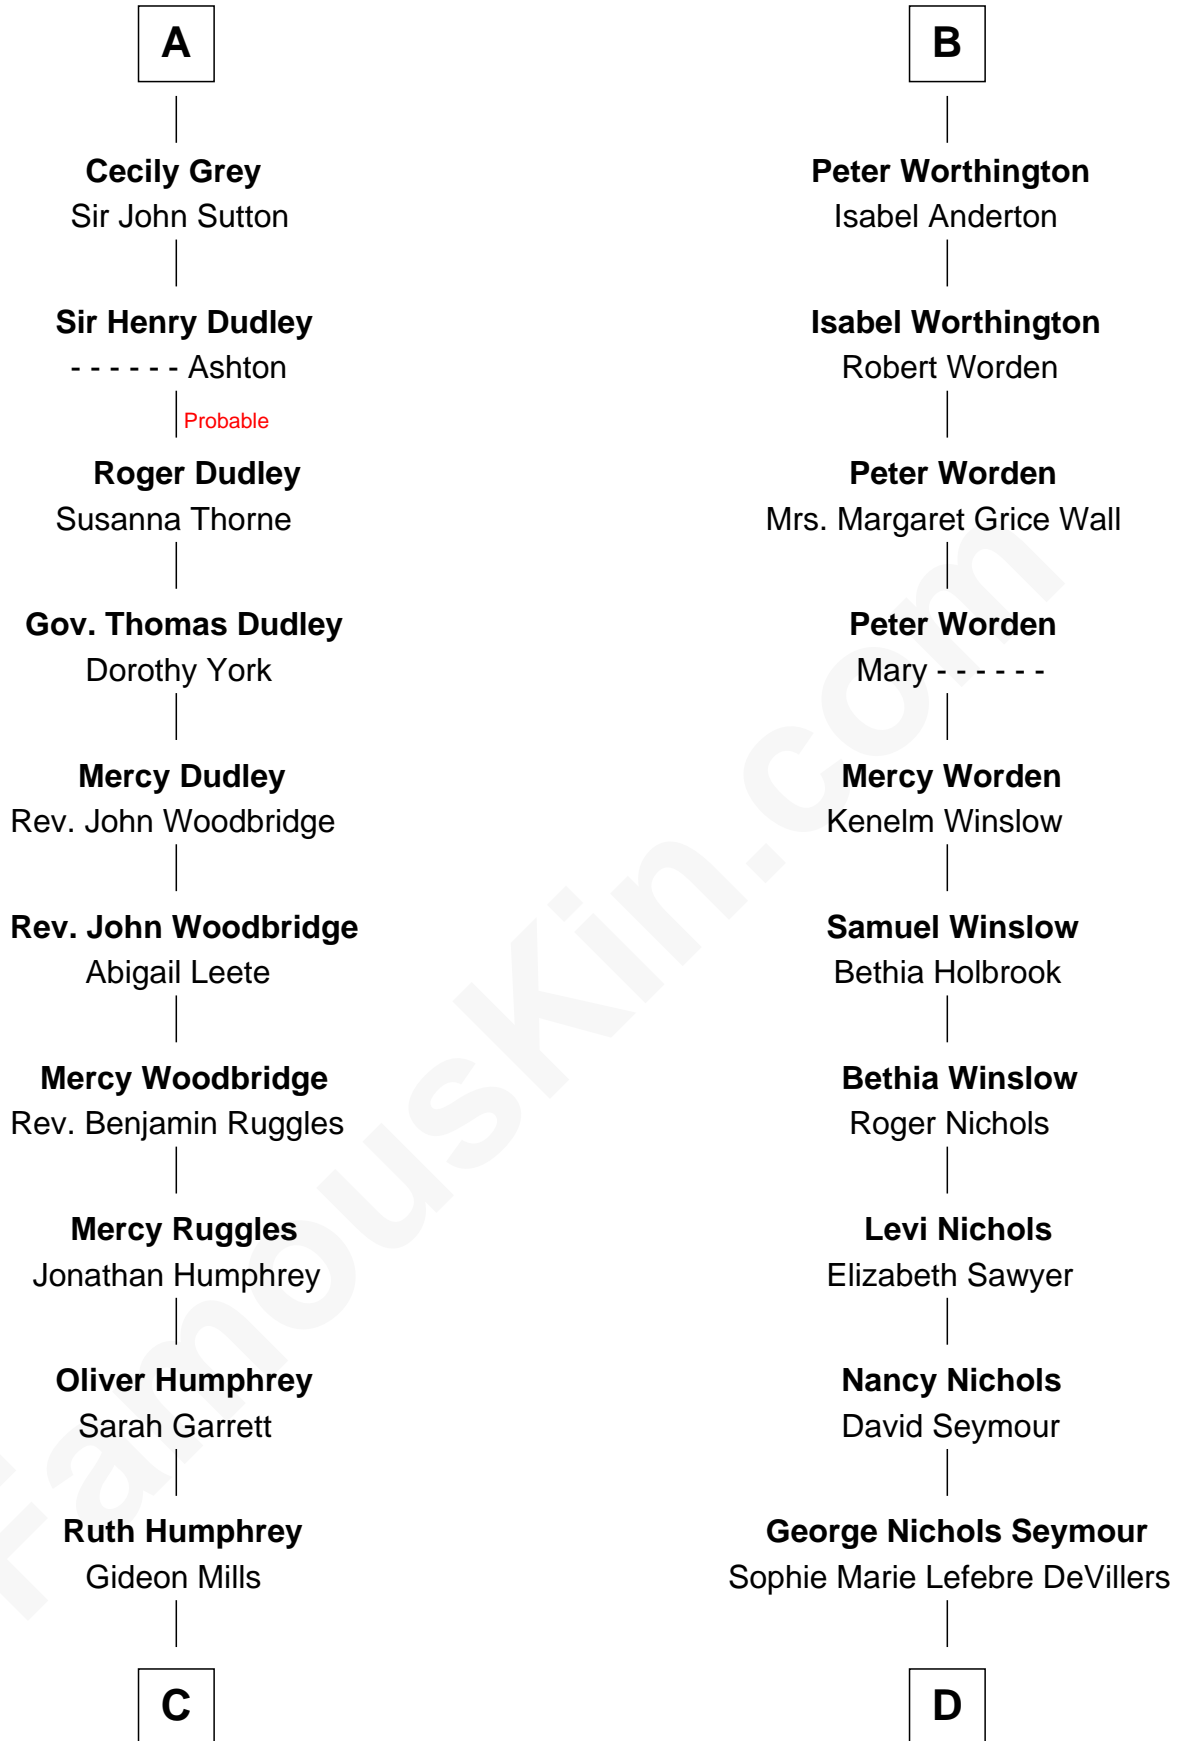 A
Cecily Grey
Sir John Sutton
Sir Henry Dudley
- - - - - - Ashton
Probable
Roger Dudley
Susanna Thorne
Gov. Thomas Dudley
Dorothy York
Mercy Dudley
Rev. John Woodbridge
Rev. John Woodbridge
Abigail Leete
Mercy Woodbridge
Rev. Benjamin Ruggles
Mercy Ruggles
Jonathan Humphrey
Oliver Humphrey
Sarah Garrett
Ruth Humphrey
Gideon Mills
C
B
Peter Worthington
Isabel Anderton
Isabel Worthington
Robert Worden
Peter Worden
Mrs. Margaret Grice Wall
Peter Worden
Mary - - - - - -
Mercy Worden
Kenelm Winslow
Samuel Winslow
Bethia Holbrook
Bethia Winslow
Roger Nichols
Levi Nichols
Elizabeth Sawyer
Nancy Nichols
David Seymour
George Nichols Seymour
Sophie Marie Lefebre DeVillers
D
FamousKin.com